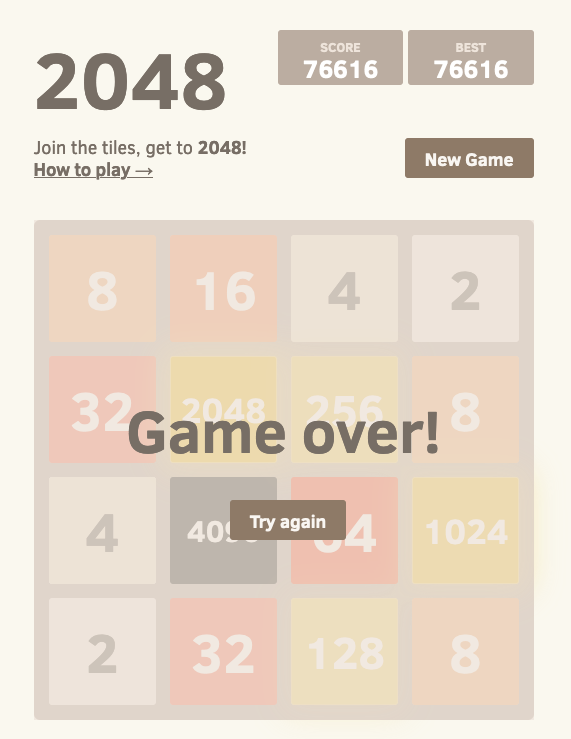 2048
SCORE
76616
BEST
76616
Join the tiles, get to 2048!
How to play →
New Game
8 16 4 2
32 2048 256 8
Game over!
4 1024
Try again
2 32 128 8